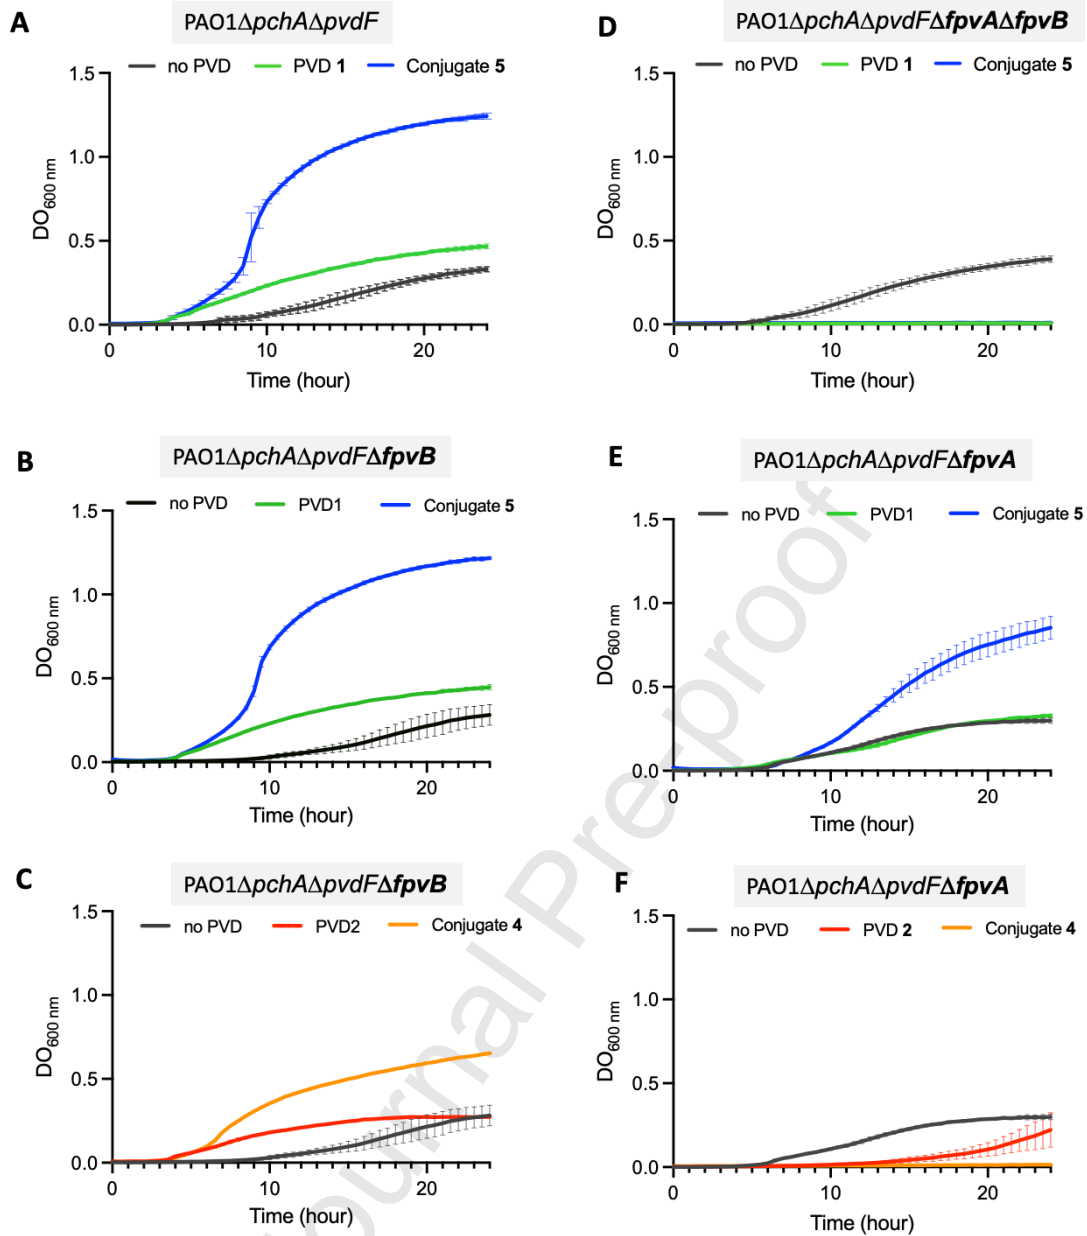 A
PAO1ΔpchAΔpvdF
no PVD PVD 1 Conjugate 5
1.5
1.0
0.5
0.0
DO600 nm
0 10 20
Time (hour)
D
PAO1ΔpchAΔpvdFΔfpvAΔfpvB
no PVD PVD 1 Conjugate 5
1.5
1.0
0.5
0.0
DO600 nm
0 10 20
Time (hour)
B
PAO1ΔpchAΔpvdFΔfpvB
no PVD PVD1 Conjugate 5
1.5
1.0
0.5
0.0
DO600 nm
0 10 20
Time (hour)
E
PAO1ΔpchAΔpvdFΔfpvA
no PVD PVD1 Conjugate 5
1.5
1.0
0.5
0.0
DO600 nm
0 10 20
Time (hour)
C
PAO1ΔpchAΔpvdFΔfpvB
no PVD PVD2 Conjugate 4
1.5
1.0
0.5
0.0
DO600 nm
0 10 20
Time (hour)
F
PAO1ΔpchAΔpvdFΔfpvA
no PVD PVD 2 Conjugate 4
1.5
1.0
0.5
0.0
DO600 nm
0 10 20
Time (hour)
Journal Pre-proof